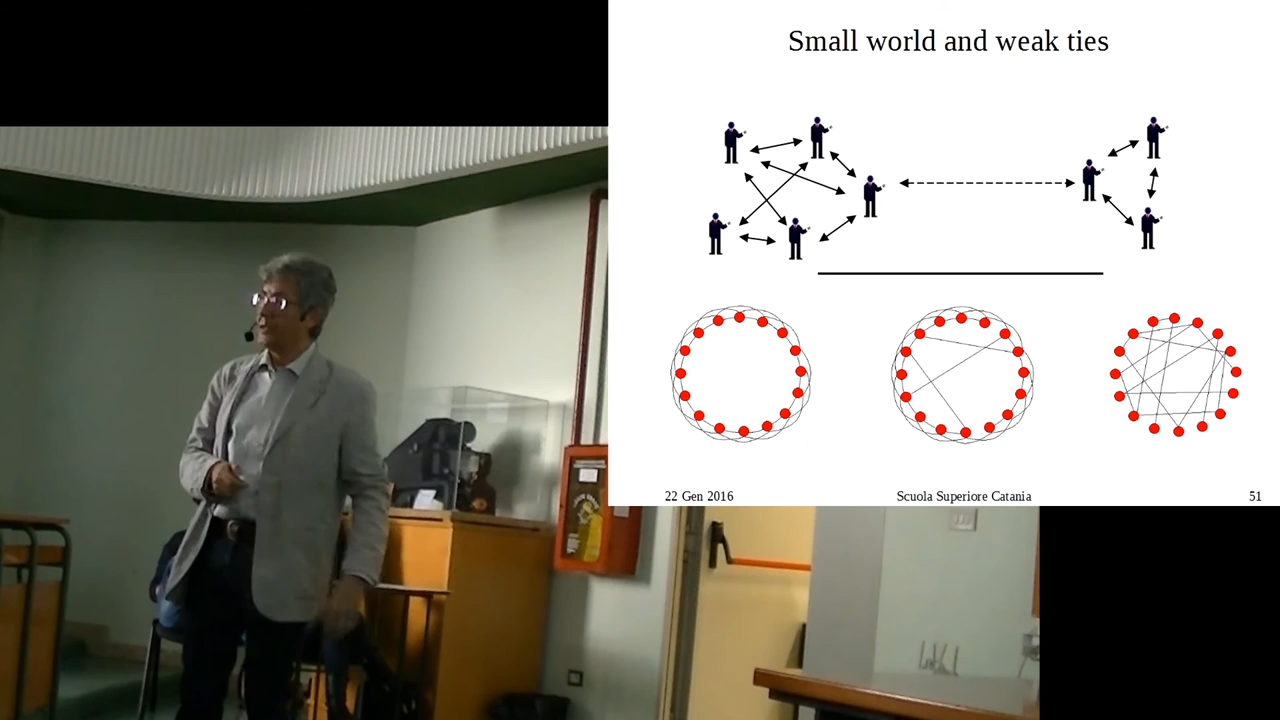 Small world and weak ties
22 Gen 2016
Scuola Superiore Catania
51